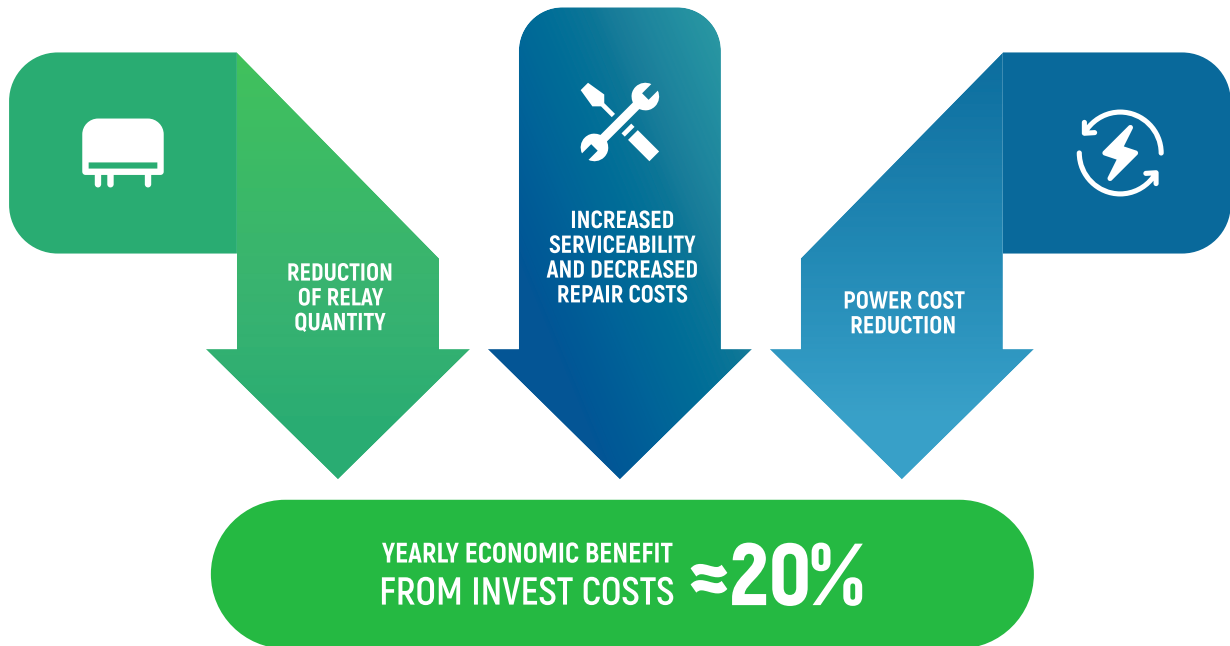 REDUCTION
OF RELAY
QUANTITY
INCREASED
SERVICEABILITY
AND DECREASED
REPAIR COSTS
POWER COST
REDUCTION
YEARLY ECONOMIC BENEFIT
FROM INVEST COSTS ≈20%